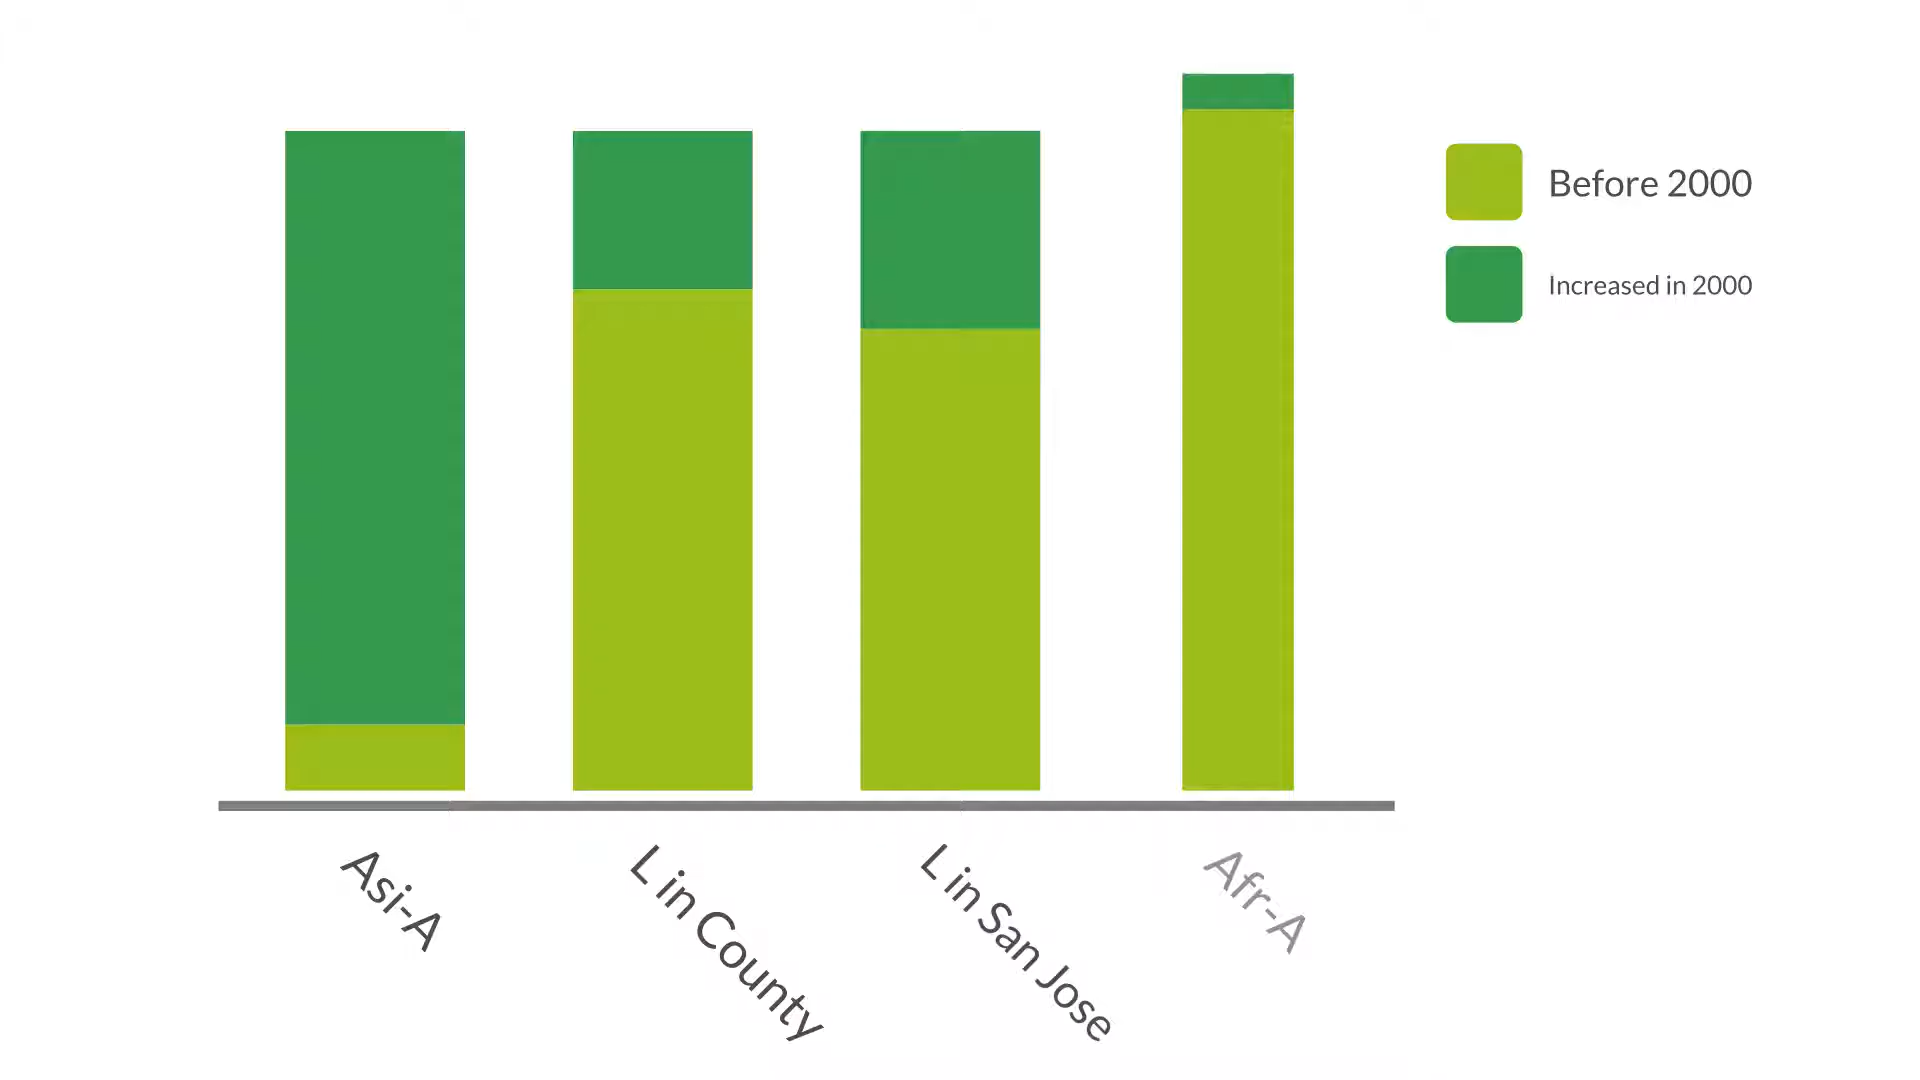 Before 2000
Increased in 2000
Asi-A
L in County
L in San Jose
Afr-A